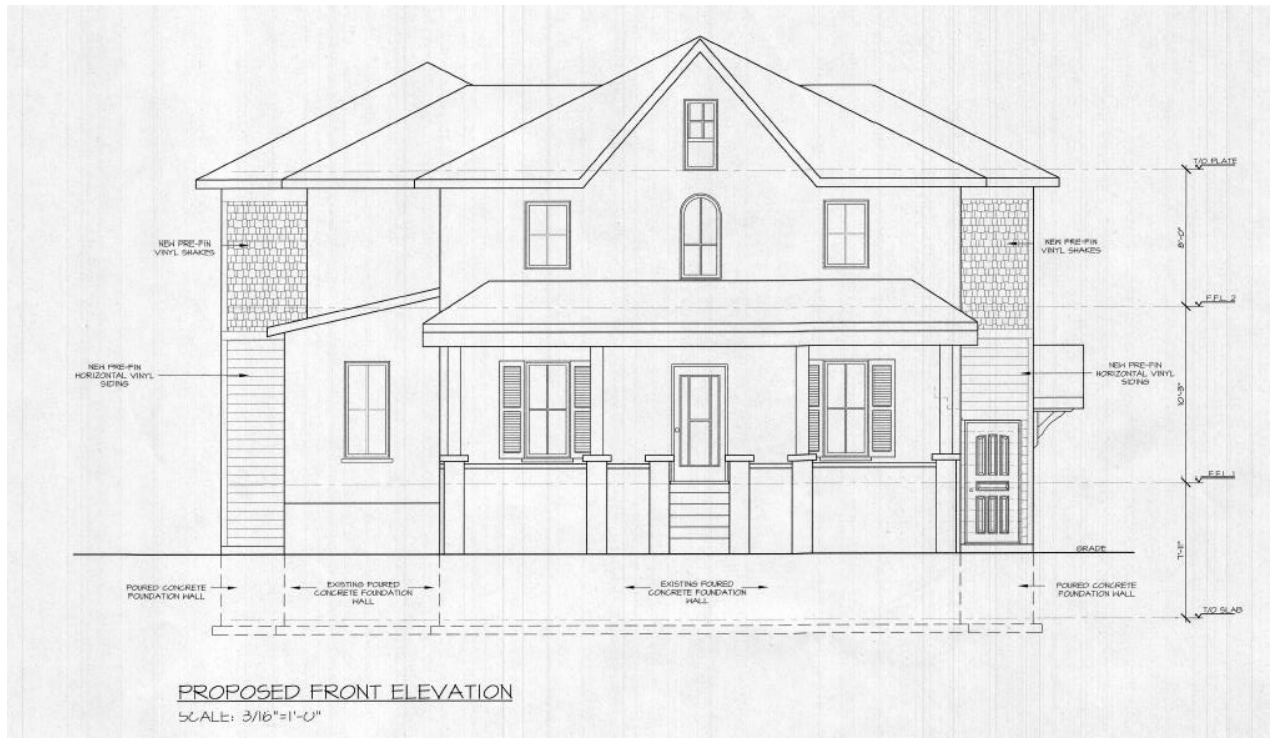 T/O PLATE
NEW PRE-FIN
VINYL SHAKES
NEW PRE-FIN
VINYL SHAKES
8'-0"
F.F.L. 2
NEW PRE-FIN
HORIZONTAL VINYL
SIDING
NEW PRE-FIN
HORIZONTAL VINYL
SIDING
10'-3"
F.F.L. 1
GRADE
7'-11"
POURED CONCRETE
FOUNDATION WALL
EXISTING POURED
CONCRETE FOUNDATION
WALL
EXISTING POURED
CONCRETE FOUNDATION
WALL
POURED CONCRETE
FOUNDATION WALL
T/O SLAB
PROPOSED FRONT ELEVATION
SCALE: 3/16"=1'-0"